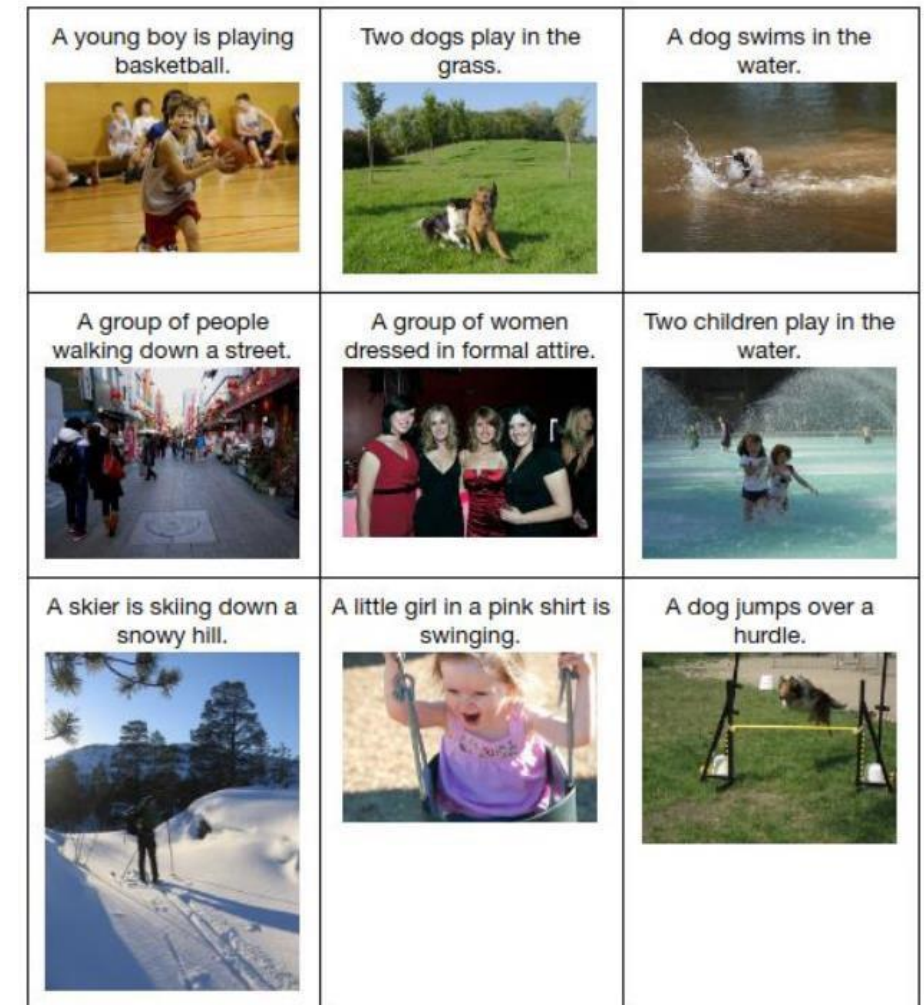 A young boy is playing
basketball.
Two dogs play in the
grass.
A dog swims in the
water.
A group of people
walking down a street.
A group of women
dressed in formal attire.
Two children play in the
water.
A skier is skiing down a
snowy hill.
A little girl in a pink shirt is
swinging.
A dog jumps over a
hurdle.